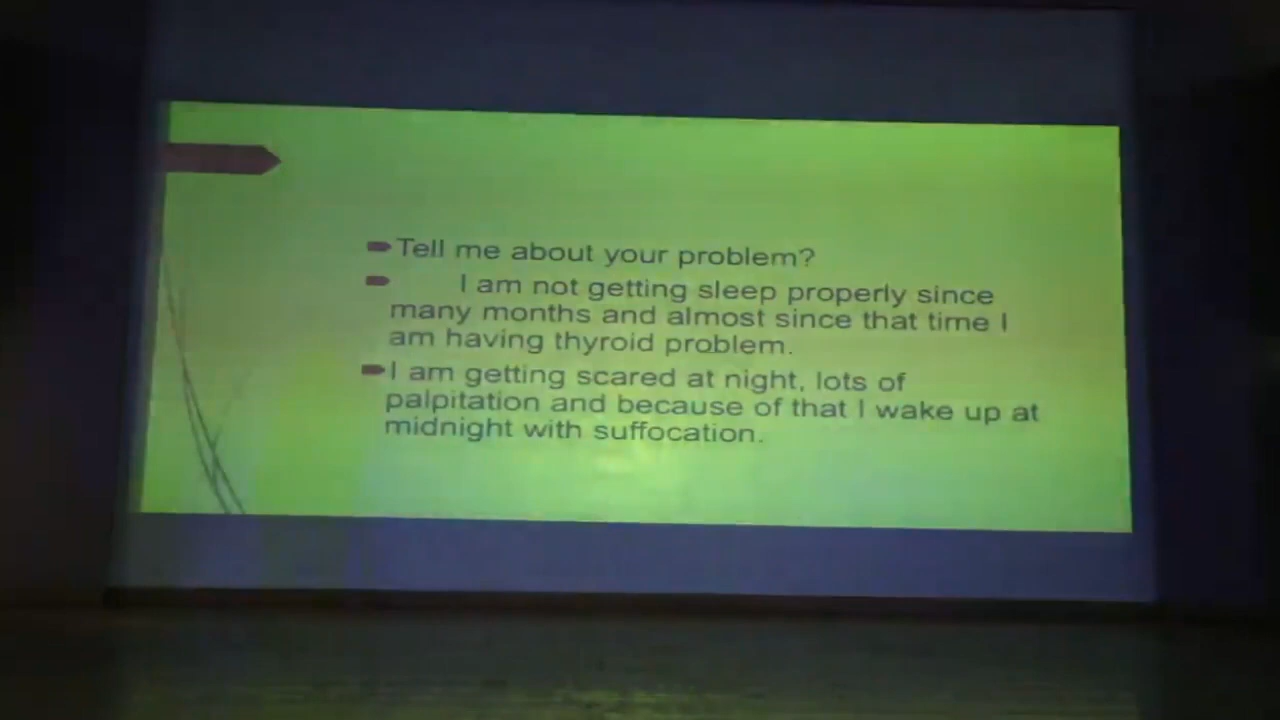 Tell me about your problem?
I am not getting sleep properly since
many months and almost since that time I
am having thyroid problem.
I am getting scared at night, lots of
palpitation and because of that I wake up at
midnight with suffocation.